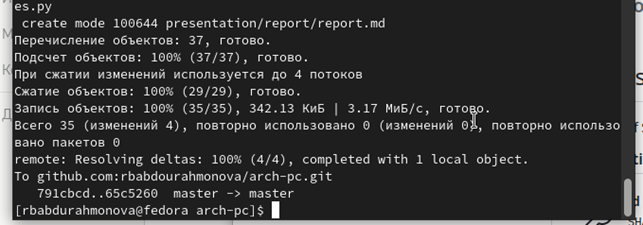 es.py
 create mode 100644 presentation/report/report.md
Перечисление объектов: 37, готово.
Подсчет объектов: 100% (37/37), готово.
При сжатии изменений используется до 4 потоков
Сжатие объектов: 100% (29/29), готово.
Запись объектов: 100% (35/35), 342.13 КиБ | 3.17 МиБ/с, готово.
Всего 35 (изменений 4), повторно использовано 0 (изменений 0), повторно использо
вано пакетов 0
remote: Resolving deltas: 100% (4/4), completed with 1 local object.
To github.com:rbabdurahmonova/arch-pc.git
   791cbcd..65c5260  master -> master
[rbabdurahmonova@fedora arch-pc]$